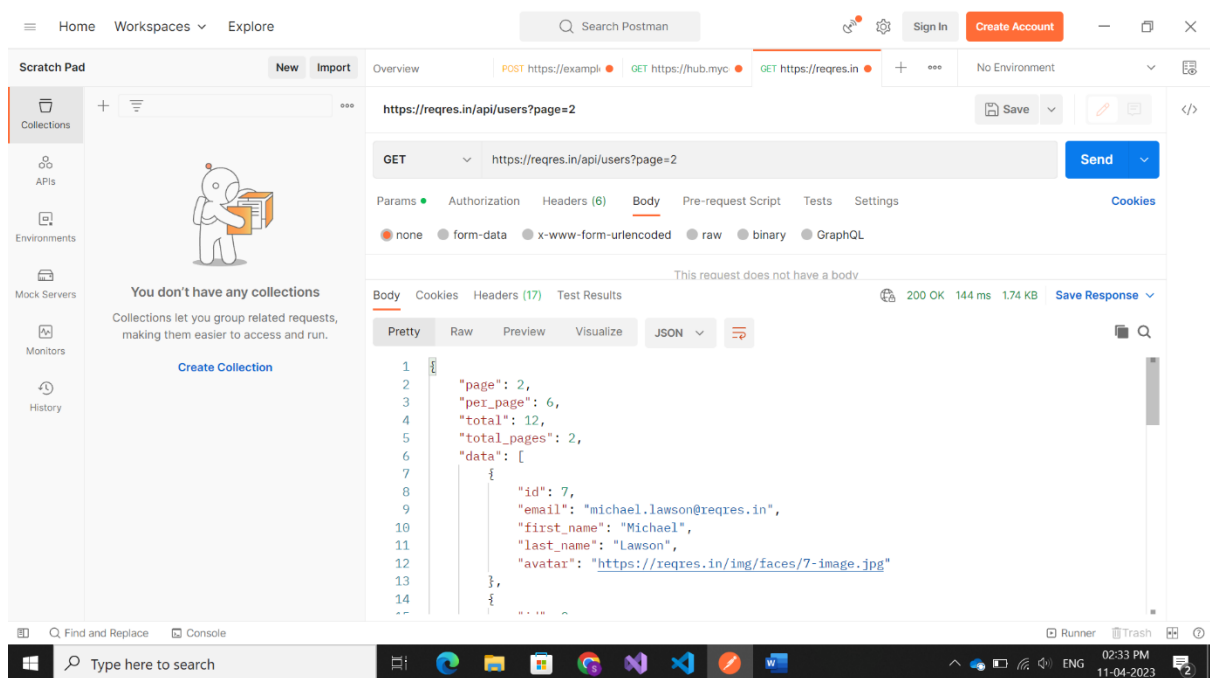 Home Workspaces Explore Search Postman Sign In Create Account
Scratch Pad New Import Overview POST https://exampl GET https://hub.myc GET https://reqres.in No Environment
Collections
APIs
Environments
Mock Servers
Monitors
History
You don't have any collections
Collections let you group related requests,
making them easier to access and run.
Create Collection
https://reqres.in/api/users?page=2 Save
GET https://reqres.in/api/users?page=2 Send
Params Authorization Headers (6) Body Pre-request Script Tests Settings Cookies
none form-data x-www-form-urlencoded raw binary GraphQL
This request does not have a body
Body Cookies Headers (17) Test Results 200 OK 144 ms 1.74 KB Save Response
Pretty Raw Preview Visualize JSON
1 {
2 "page": 2,
3 "per_page": 6,
4 "total": 12,
5 "total_pages": 2,
6 "data": [
7 {
8 "id": 7,
9 "email": "michael.lawson@reqres.in",
10 "first_name": "Michael",
11 "last_name": "Lawson",
12 "avatar": "https://reqres.in/img/faces/7-image.jpg"
13 },
14 {
Find and Replace Console Runner Trash
Type here to search ENG 02:33 PM
11-04-2023 2